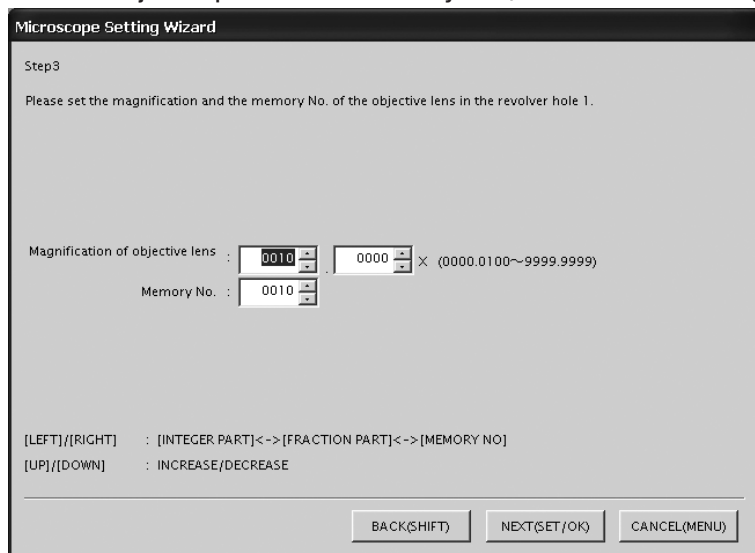 Microscope Setting Wizard
Step3
Please set the magnification and the memory No. of the objective lens in the revolver hole 1.
Magnification of objective lens : 0010 . 0000 X (0000.0100~9999.9999)
Memory No. : 0010
[LEFT]/[RIGHT] : [INTEGER PART]<->[FRACTION PART]<->[MEMORY NO]
[UP]/[DOWN] : INCREASE/DECREASE
BACK(SHIFT) NEXT(SET/OK) CANCEL(MENU)